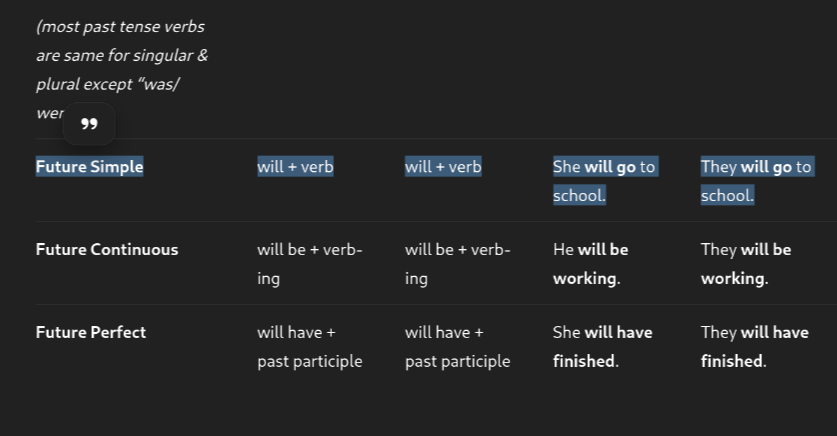 (most past tense verbs
are same for singular &
plural except “was/
Future Simple will + verb will + verb She will go to They will go to
school. school.
Future Continuous will be + verb- will be + verb- He will be They will be
ing ing working. working.
Future Perfect will have + will have + She will have They will have
past participle past participle finished. finished.